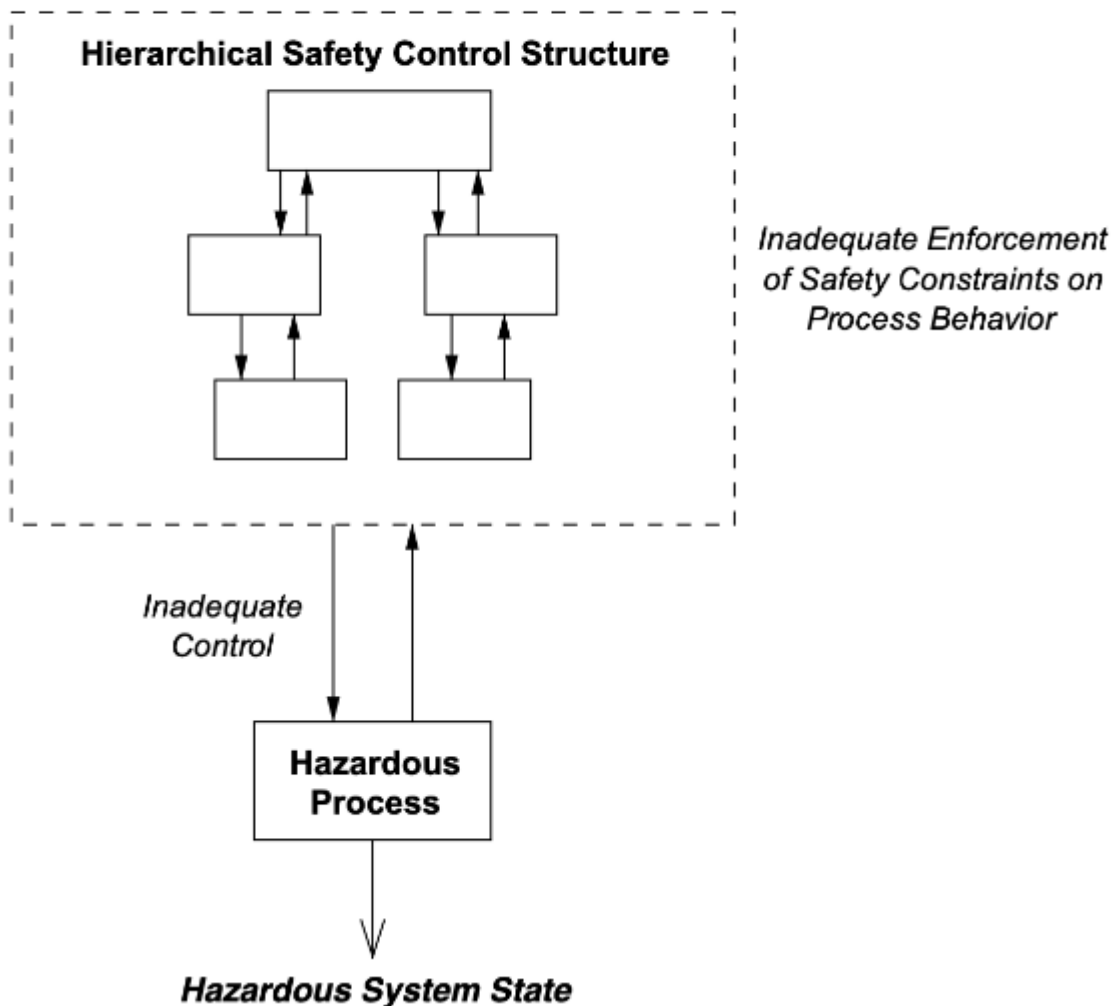 Hierarchical Safety Control Structure
Inadequate Enforcement
of Safety Constraints on
Process Behavior
Inadequate
Control
Hazardous
Process
Hazardous System State